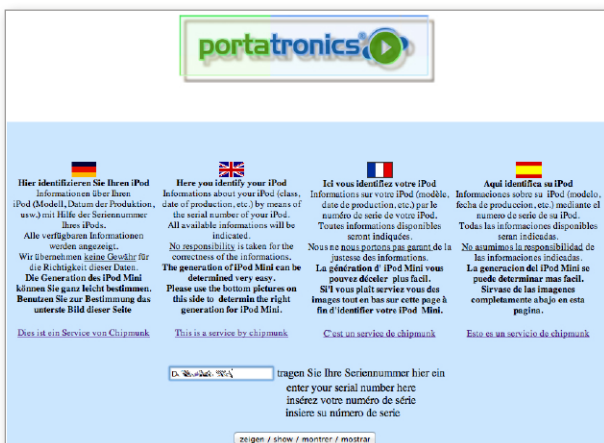 portatronics
Hier identifizieren Sie Ihren iPod
Informationen über Ihren
iPod (Modell, Datum der Produktion,
usw.) mit Hilfe der Seriennummer
Ihres iPods.
Alle verfügbaren Informationen
werden angezeigt.
Wir übernehmen keine Gewähr für
die Richtigkeit dieser Daten.
Die Generation des iPod Mini
können Sie ganz leicht bestimmen.
Benutzen Sie zur Bestimmung das
unterste Bild dieser Seite
Dies ist ein Service von Chipmunk
Here you identify your iPod
Informations about your iPod (class,
date of production, etc.) by means of
the serial number of your iPod.
All available informations will be
indicated.
No responsibility is taken for the
correctness of the informations.
The generation of iPod Mini can be
determined very easy.
Please use the bottom pictures on
this side to determin the right
generation for iPod Mini.
This is a service by chipmunk
Ici vous identifiez votre iPod
Informations sur votre iPod (modèle,
date de production, etc.) par le
numéro de serie de votre iPod.
Toutes informations disponibles
seront indiquées.
Nous ne nous portons pas garant de la
justesse des informations.
La génération d' iPod Mini vous
pouvez déceler plus facil.
Si'l vous plaît serviez vous des
images tout en bas sur cette page à
fin d'identifier votre iPod Mini.
C'est un service de chipmunk
Aqui identifica su iPod
Informaciones sobre su iPod (modelo,
fecha de produccion, etc.) mediante el
numero de serie de su iPod.
Todas las informaciones disponibles
seran indicadas.
No asumimos la responsibilidad de
las informaciones indicadas.
La generacion del iPod Mini se
puede determinar mas facil.
Sirvase de las imagenes
completamente abajo en esta
pagina.
Esto es un servicio de chipmunk
tragen Sie Ihre Seriennummer hier ein
enter your serial number here
insérez votre numéro de série
insiere su número de serie
zeigen / show / montrer / mostrar